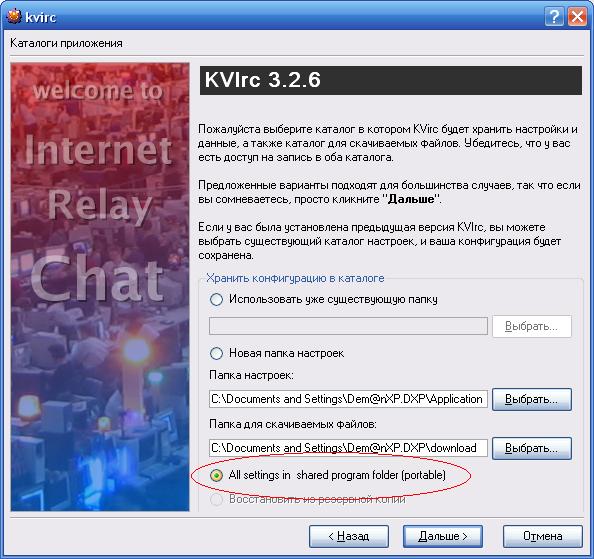 kvirc
Каталоги приложения
welcome to
Internet
Relay
Chat
KVIrc 3.2.6
Пожалуйста выберите каталог в котором KVirc будет хранить настройки и
данные, а также каталог для скачиваемых файлов. Убедитесь, что у вас
есть доступ на запись в оба каталога.
Предложенные варианты подходят для большинства случаев, так что если
вы сомневаетесь, просто кликните "Дальше".
Если у вас была установлена предыдущая версия KVIrc, вы можете
выбрать существующий каталог настроек, и ваша конфигурация будет
сохранена.
Хранить конфигурацию в каталоге
Использовать уже существующую папку
Выбрать...
Новая папка настроек
Папка настроек:
C:\Documents and Settings\Dem@nXP.DXP\Application
Выбрать...
Папка для скачиваемых файлов:
C:\Documents and Settings\Dem@nXP.DXP\download
Выбрать...
All settings in shared program folder (portable)
Восстановить из резервной копии
< Назад
Дальше >
Отмена